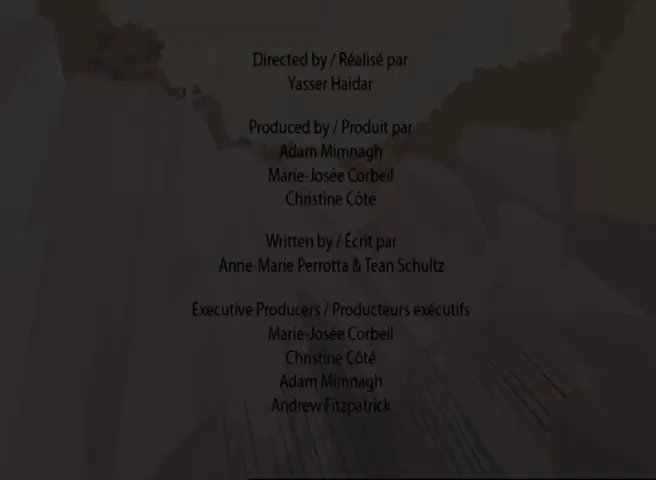 Directed by / Réalisé par
Yasser Haidar
Produced by / Produit par
Adam Mimnagh
Marie-Josée Corbeil
Christine Côté
Written by / Écrit par
Anne-Marie Perrotta & Tean Schultz
Executive Producers / Producteurs exécutifs
Marie-Josée Corbeil
Christine Côté
Adam Mimnagh
Andrew Fitzpatrick